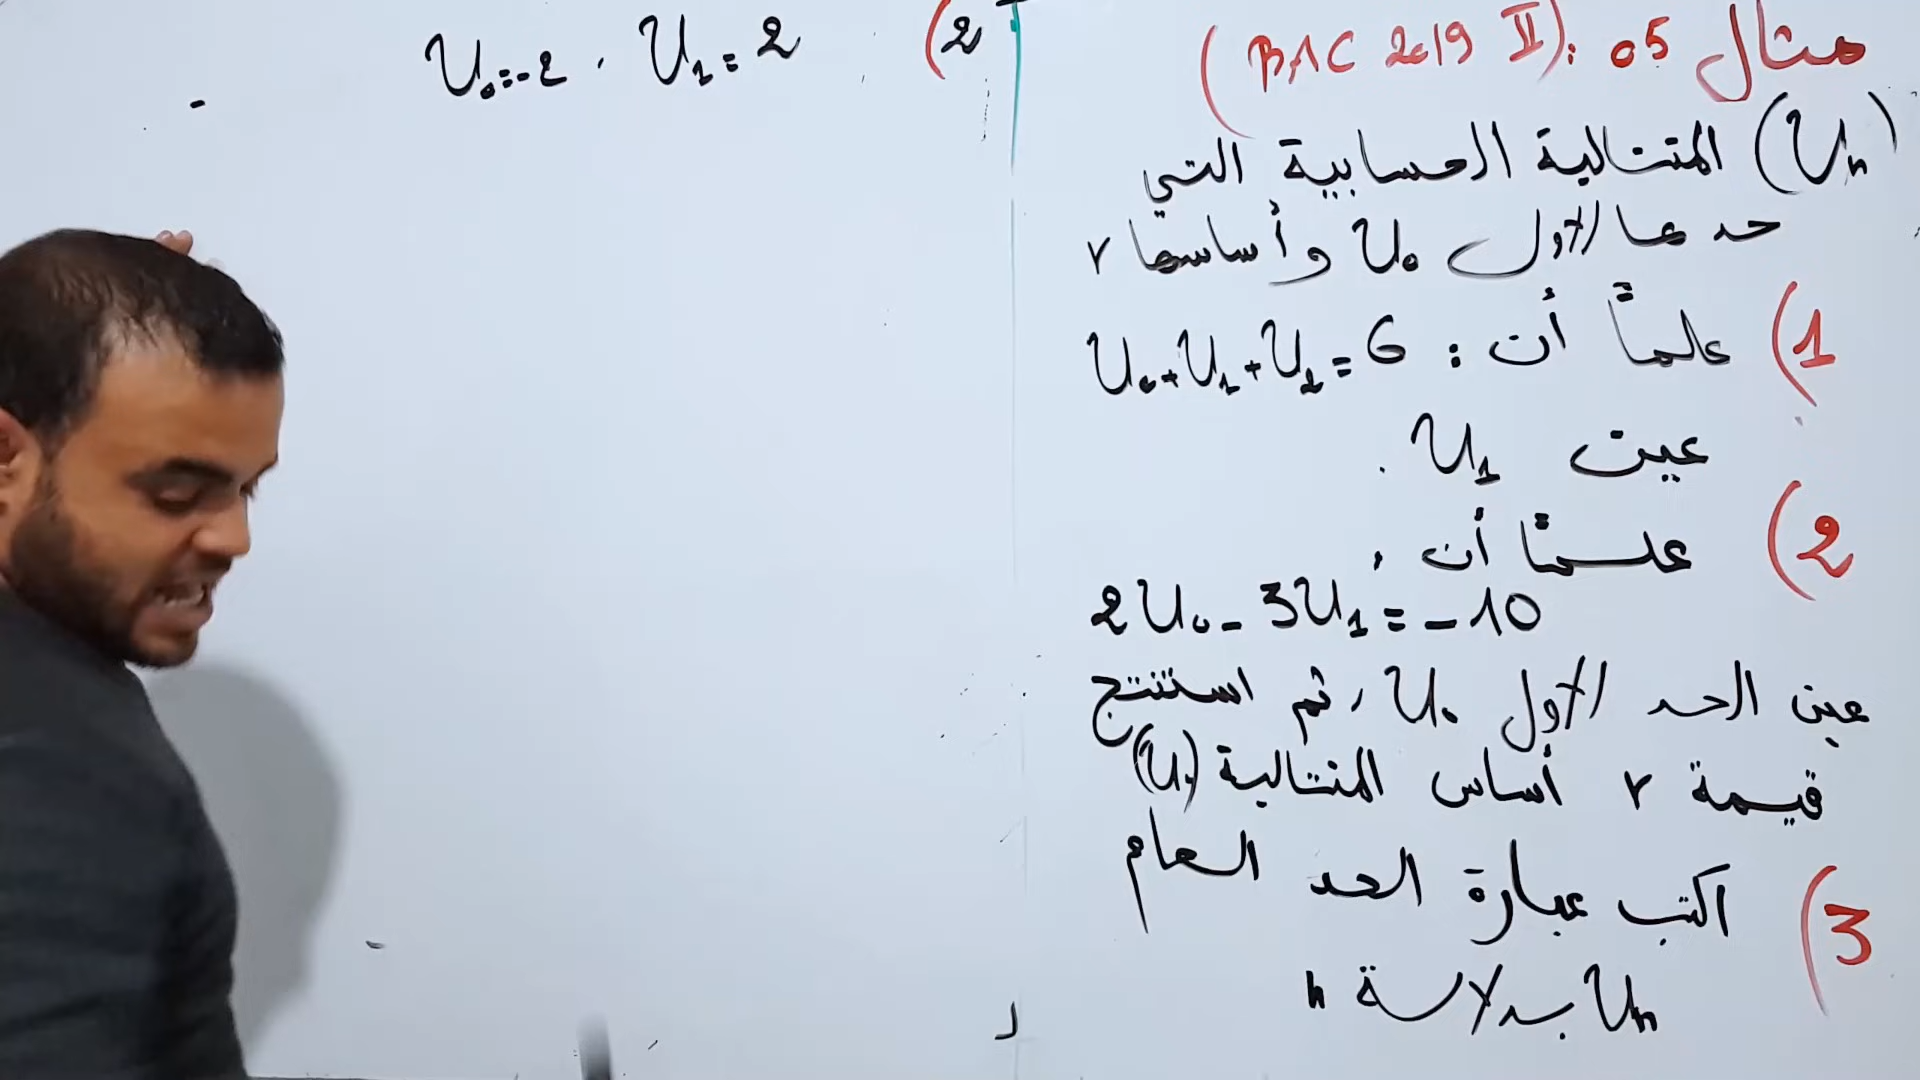 مثال 05 : (BAC 2019 II)
(Uₙ) المتتالية الحسابية التي
حدها الأول U₀ وأساسها r
1) علماً أن : U₀+U₁+U₂=6
عين U₁ .
2) علماً أن :
2U₀-3U₁=-10
عين الحد الأول U₀ ، ثم استنتج
قيمة r أساس المتتالية (Uₙ)
3) اكتب عبارة الحد العام
Uₙ بدلالة n
2) U₀=-2 , U₁=2